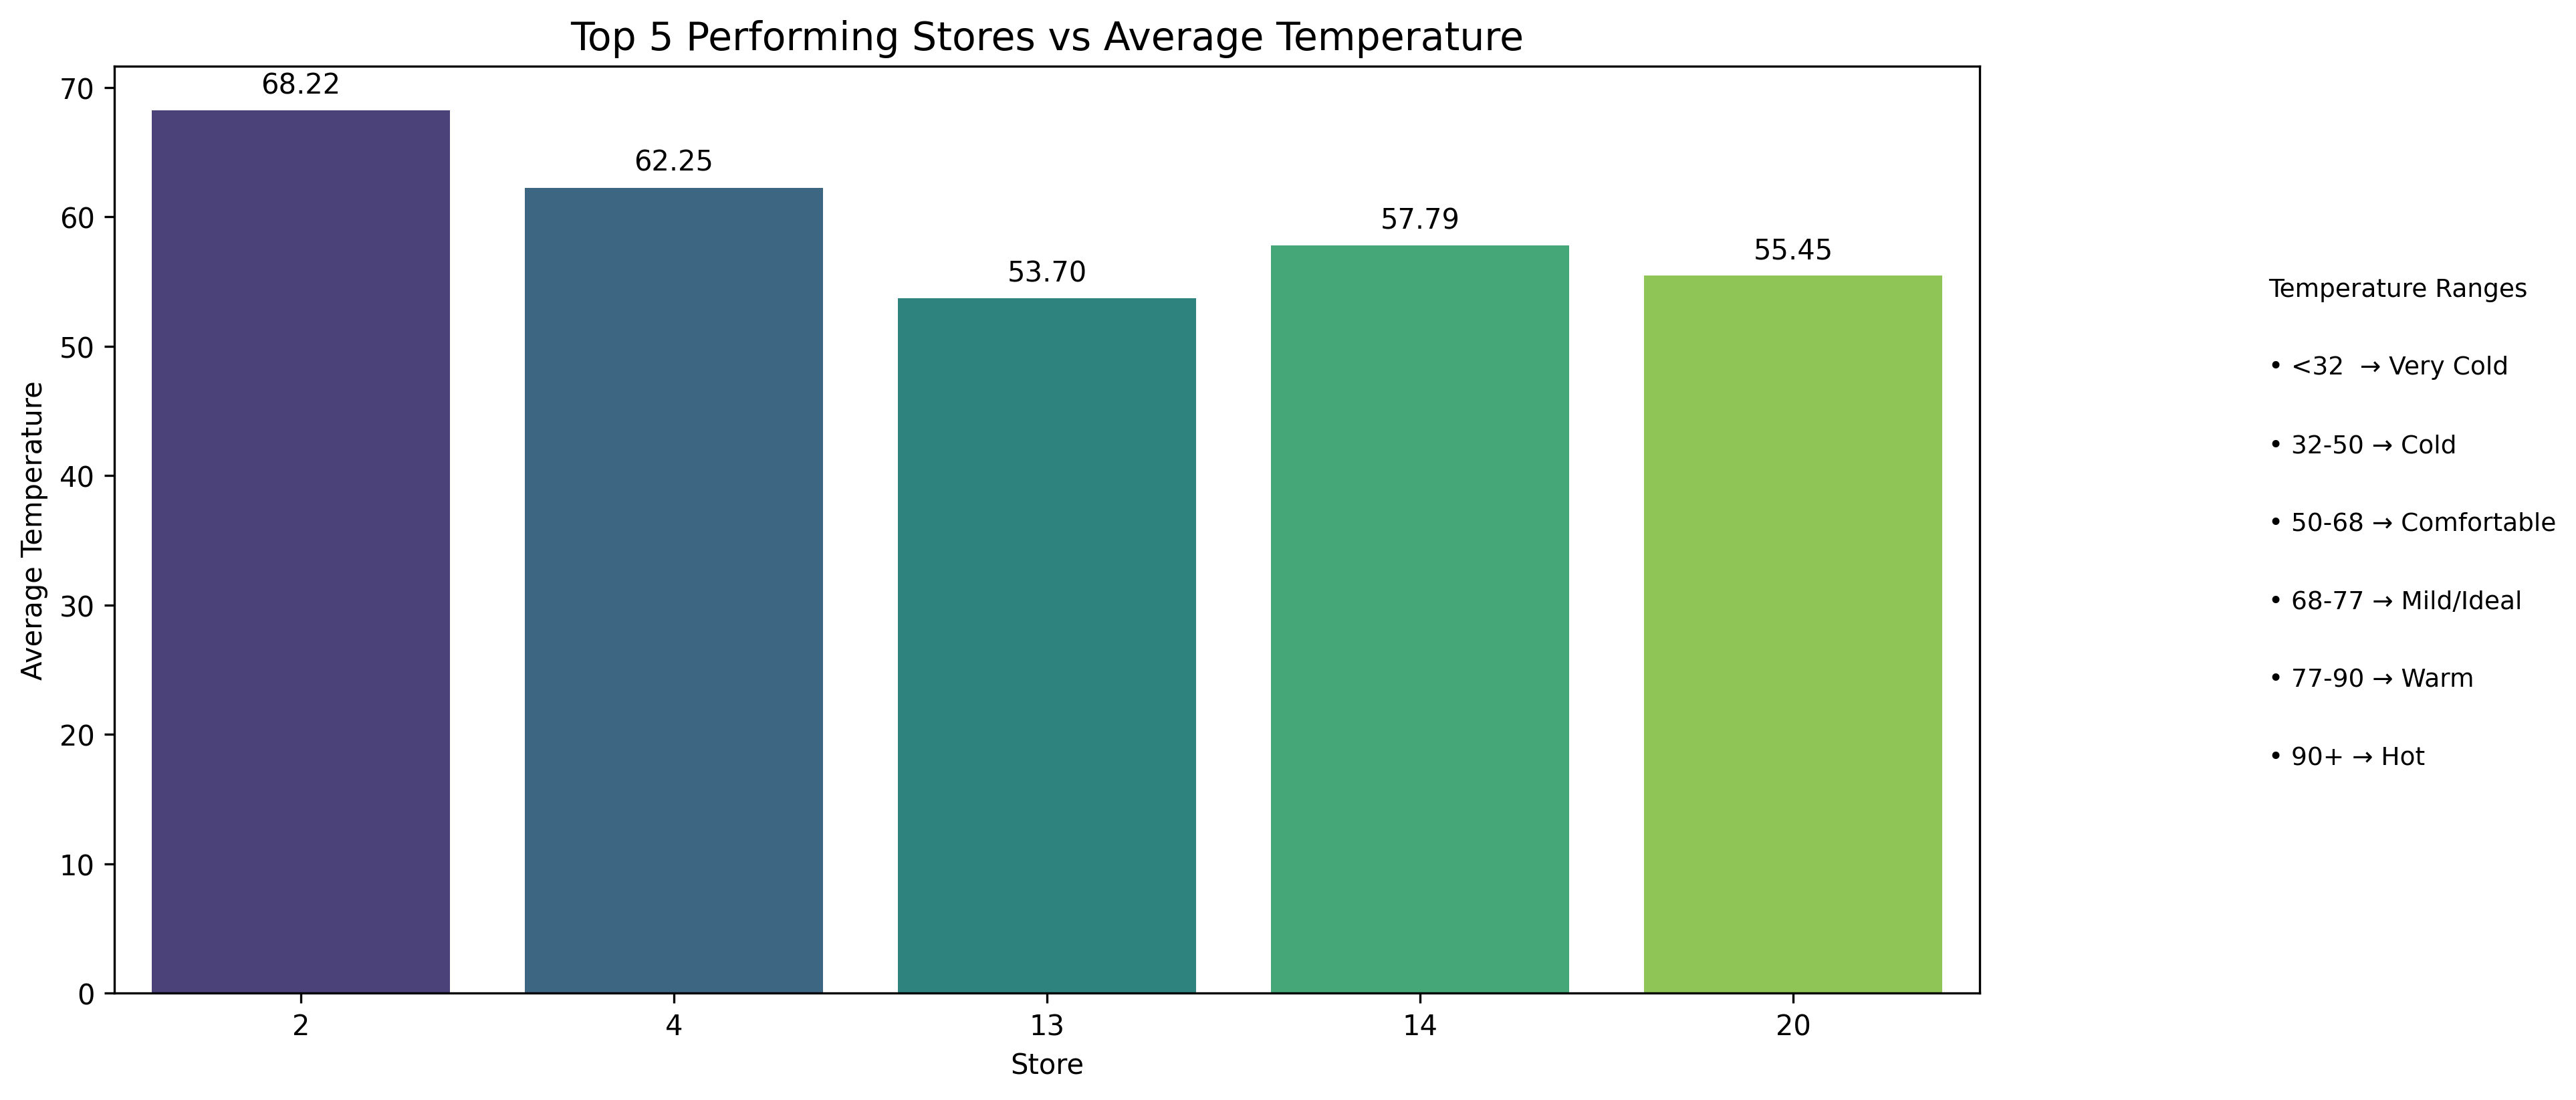 Top 5 Performing Stores vs Average Temperature
Average Temperature
70
60
50
40
30
20
10
0
68.22
62.25
53.70
57.79
55.45
2
4
13
14
20
Store
Temperature Ranges
• <32  → Very Cold
• 32-50 → Cold
• 50-68 → Comfortable
• 68-77 → Mild/Ideal
• 77-90 → Warm
• 90+ → Hot